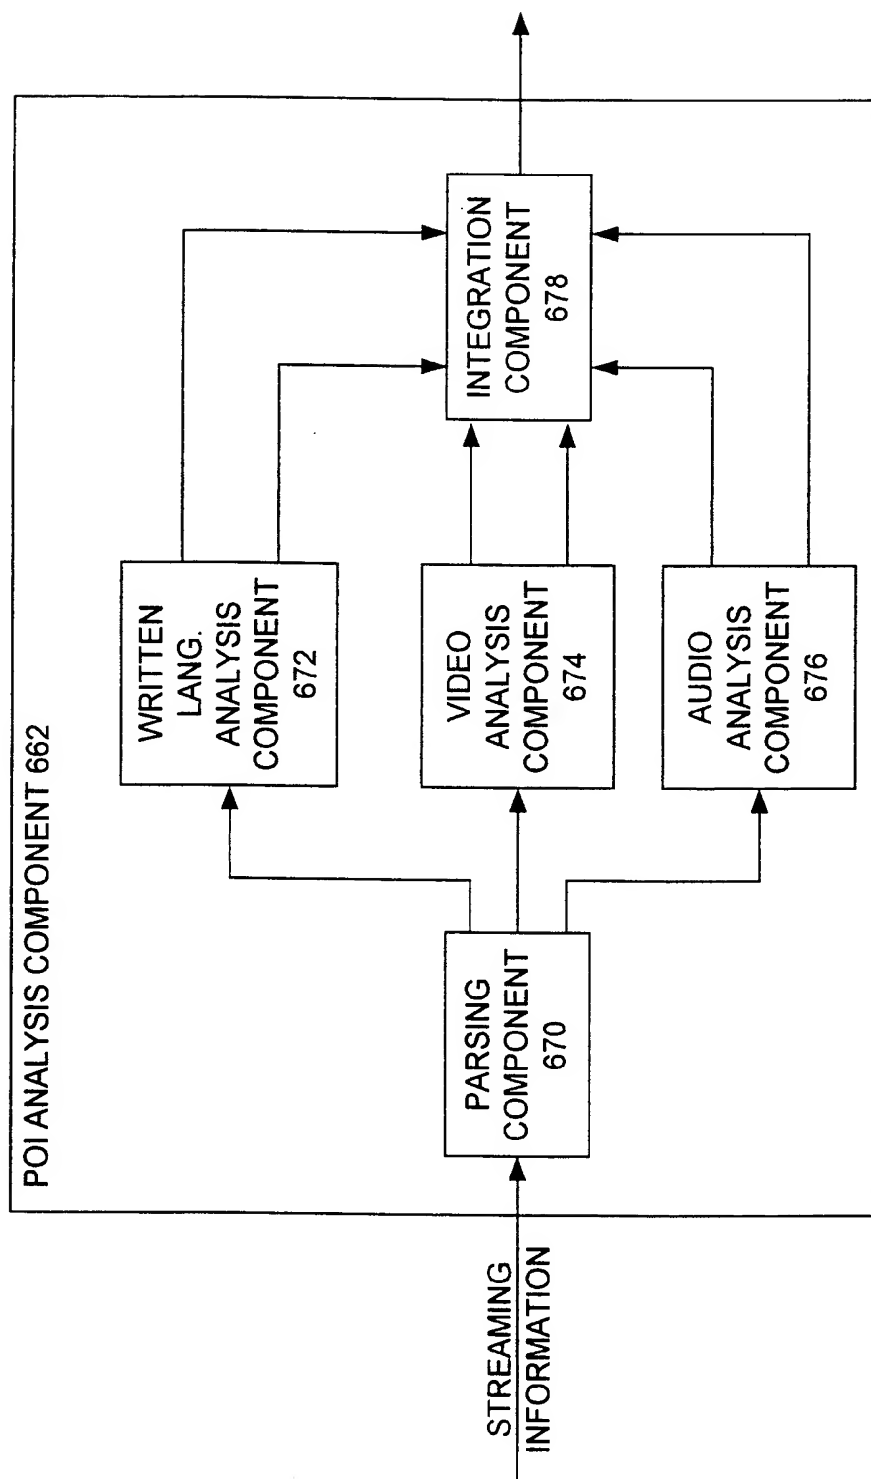 POI ANALYSIS COMPONENT 662
STREAMING
INFORMATION
PARSING
COMPONENT
670
WRITTEN
LANG.
ANALYSIS
COMPONENT
672
VIDEO
ANALYSIS
COMPONENT
674
AUDIO
ANALYSIS
COMPONENT
676
INTEGRATION
COMPONENT
678